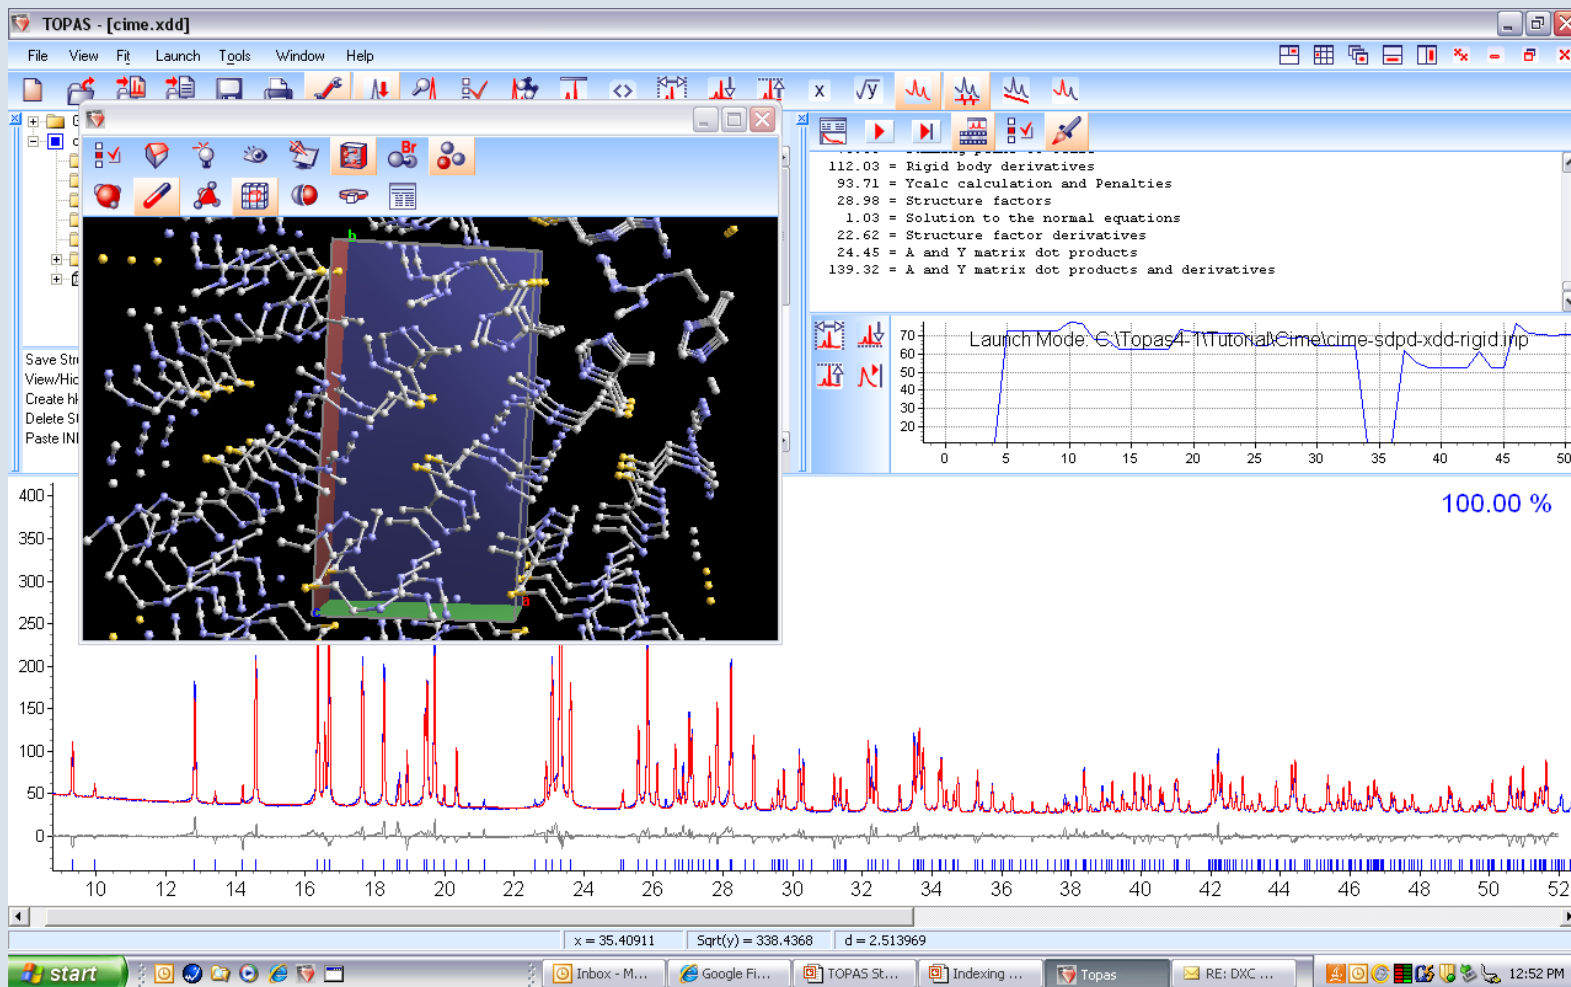 TOPAS - [cime.xdd]
File View Fit Launch Tools Window Help
x √y
Br
112.03 = Rigid body derivatives
93.71 = Ycalc calculation and Penalties
28.98 = Structure factors
1.03 = Solution to the normal equations
22.62 = Structure factor derivatives
24.45 = A and Y matrix dot products
139.32 = A and Y matrix dot products and derivatives
b
a
c
Launch Mode: C:\Topas4-1\Tutorial\Cime\cime-sdpd-xdd-rigid.inp
70
60
50
40
30
20
0 5 10 15 20 25 30 35 40 45 50
Save Str
View/Hid
Create hk
Delete St
Paste INI
100.00 %
400
350
300
250
200
150
100
50
0
10 12 14 16 18 20 22 24 26 28 30 32 34 36 38 40 42 44 46 48 50 52
x = 35.40911 Sqrt(y) = 338.4368 d = 2.513969
start Inbox - M... Google Fi... TOPAS St... Indexing ... Topas RE: DXC ... 12:52 PM